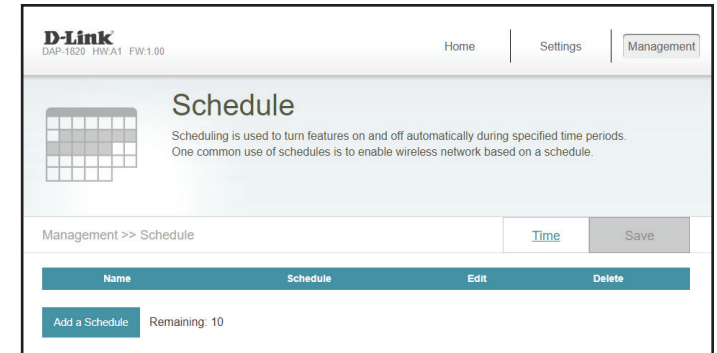 D-Link
DAP-1820 HW:A1 FW:1.00
Home Settings Management
Schedule
Scheduling is used to turn features on and off automatically during specified time periods.
One common use of schedules is to enable wireless network based on a schedule.
Management >> Schedule Time Save
Name Schedule Edit Delete
Add a Schedule Remaining: 10